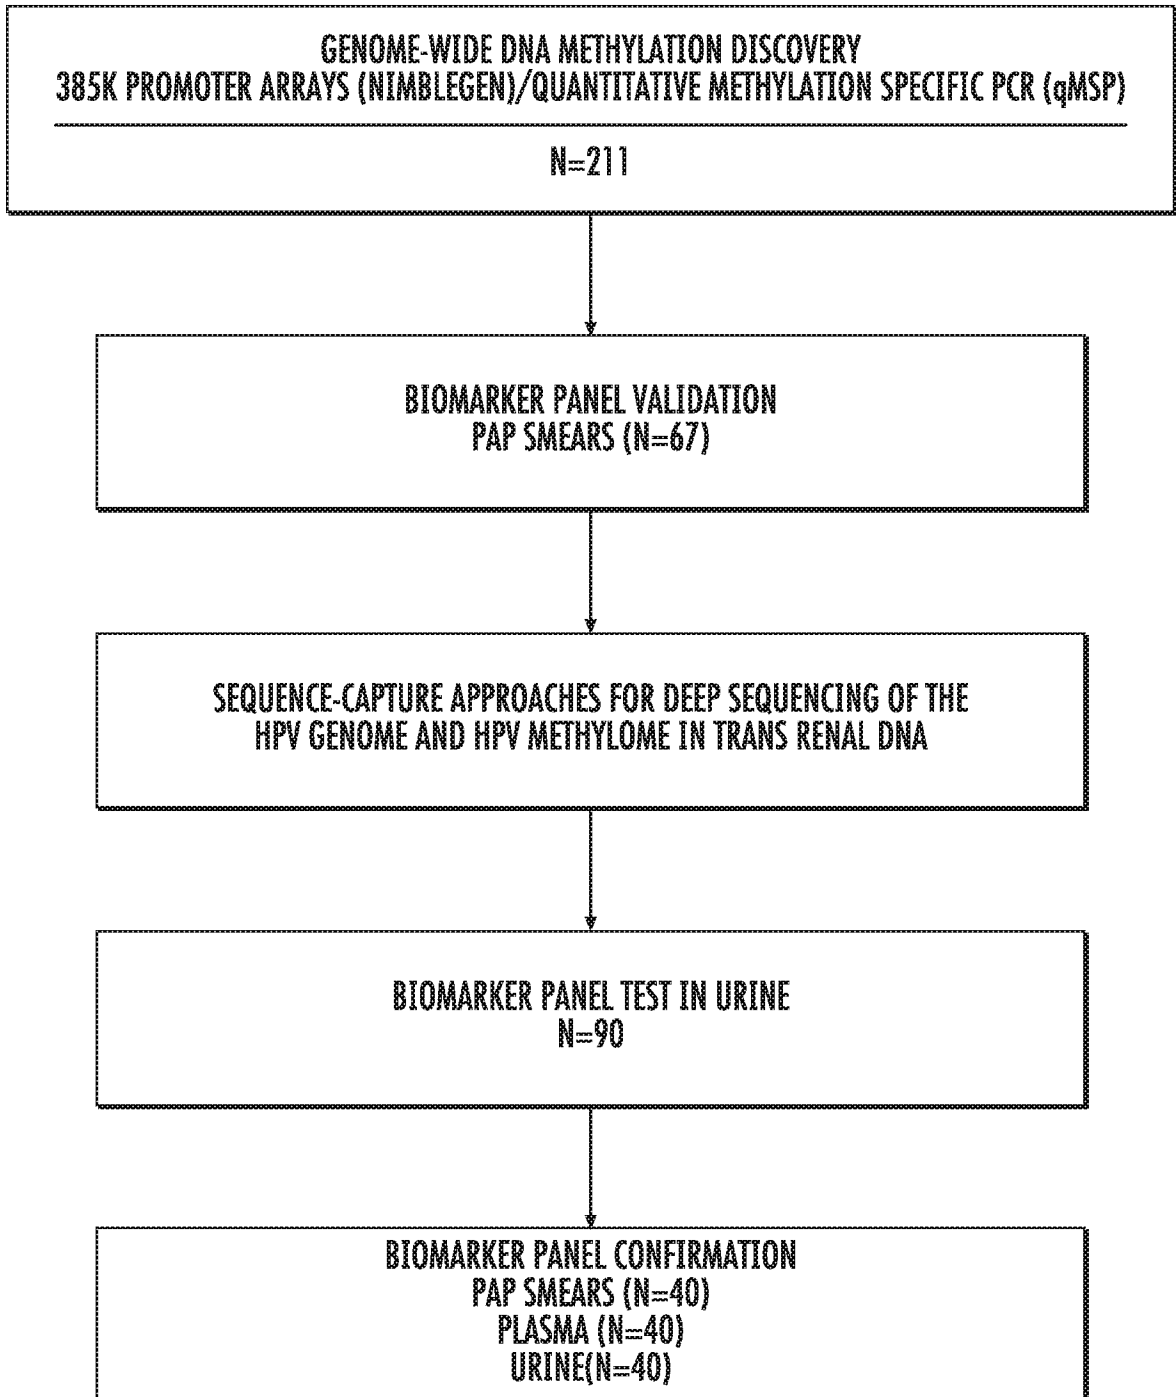 GENOME-WIDE DNA METHYLATION DISCOVERY
385K PROMOTER ARRAYS (NIMBLEGEN)/QUANTITATIVE METHYLATION SPECIFIC PCR (qMSP)
N=211
BIOMARKER PANEL VALIDATION
PAP SMEARS (N=67)
SEQUENCE-CAPTURE APPROACHES FOR DEEP SEQUENCING OF THE
HPV GENOME AND HPV METHYLOME IN TRANS RENAL DNA
BIOMARKER PANEL TEST IN URINE
N=90
BIOMARKER PANEL CONFIRMATION
PAP SMEARS (N=40)
PLASMA (N=40)
URINE(N=40)